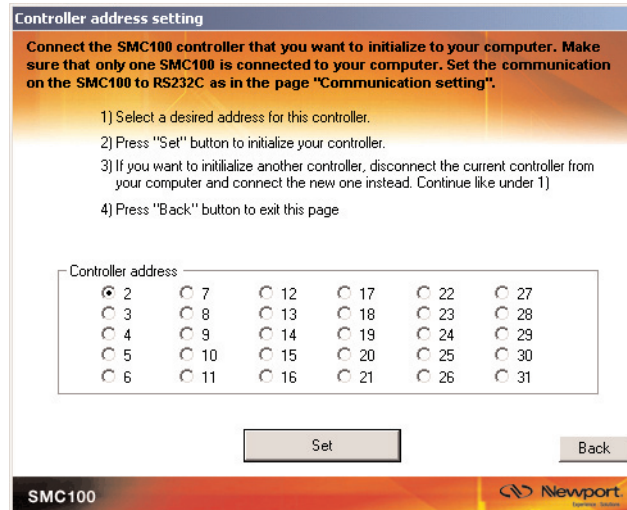 Controller address setting
Connect the SMC100 controller that you want to initialize to your computer. Make
sure that only one SMC100 is connected to your computer. Set the communication
on the SMC100 to RS232C as in the page "Communication setting".
1) Select a desired address for this controller.
2) Press "Set" button to initialize your controller.
3) If you want to initilialize another controller, disconnect the current controller from
your computer and connect the new one instead. Continue like under 1)
4) Press "Back" button to exit this page
Controller address
2 7 12 17 22 27
3 8 13 18 23 28
4 9 14 19 24 29
5 10 15 20 25 30
6 11 16 21 26 31
Set
Back
SMC100
Newport.
Experience Solutions